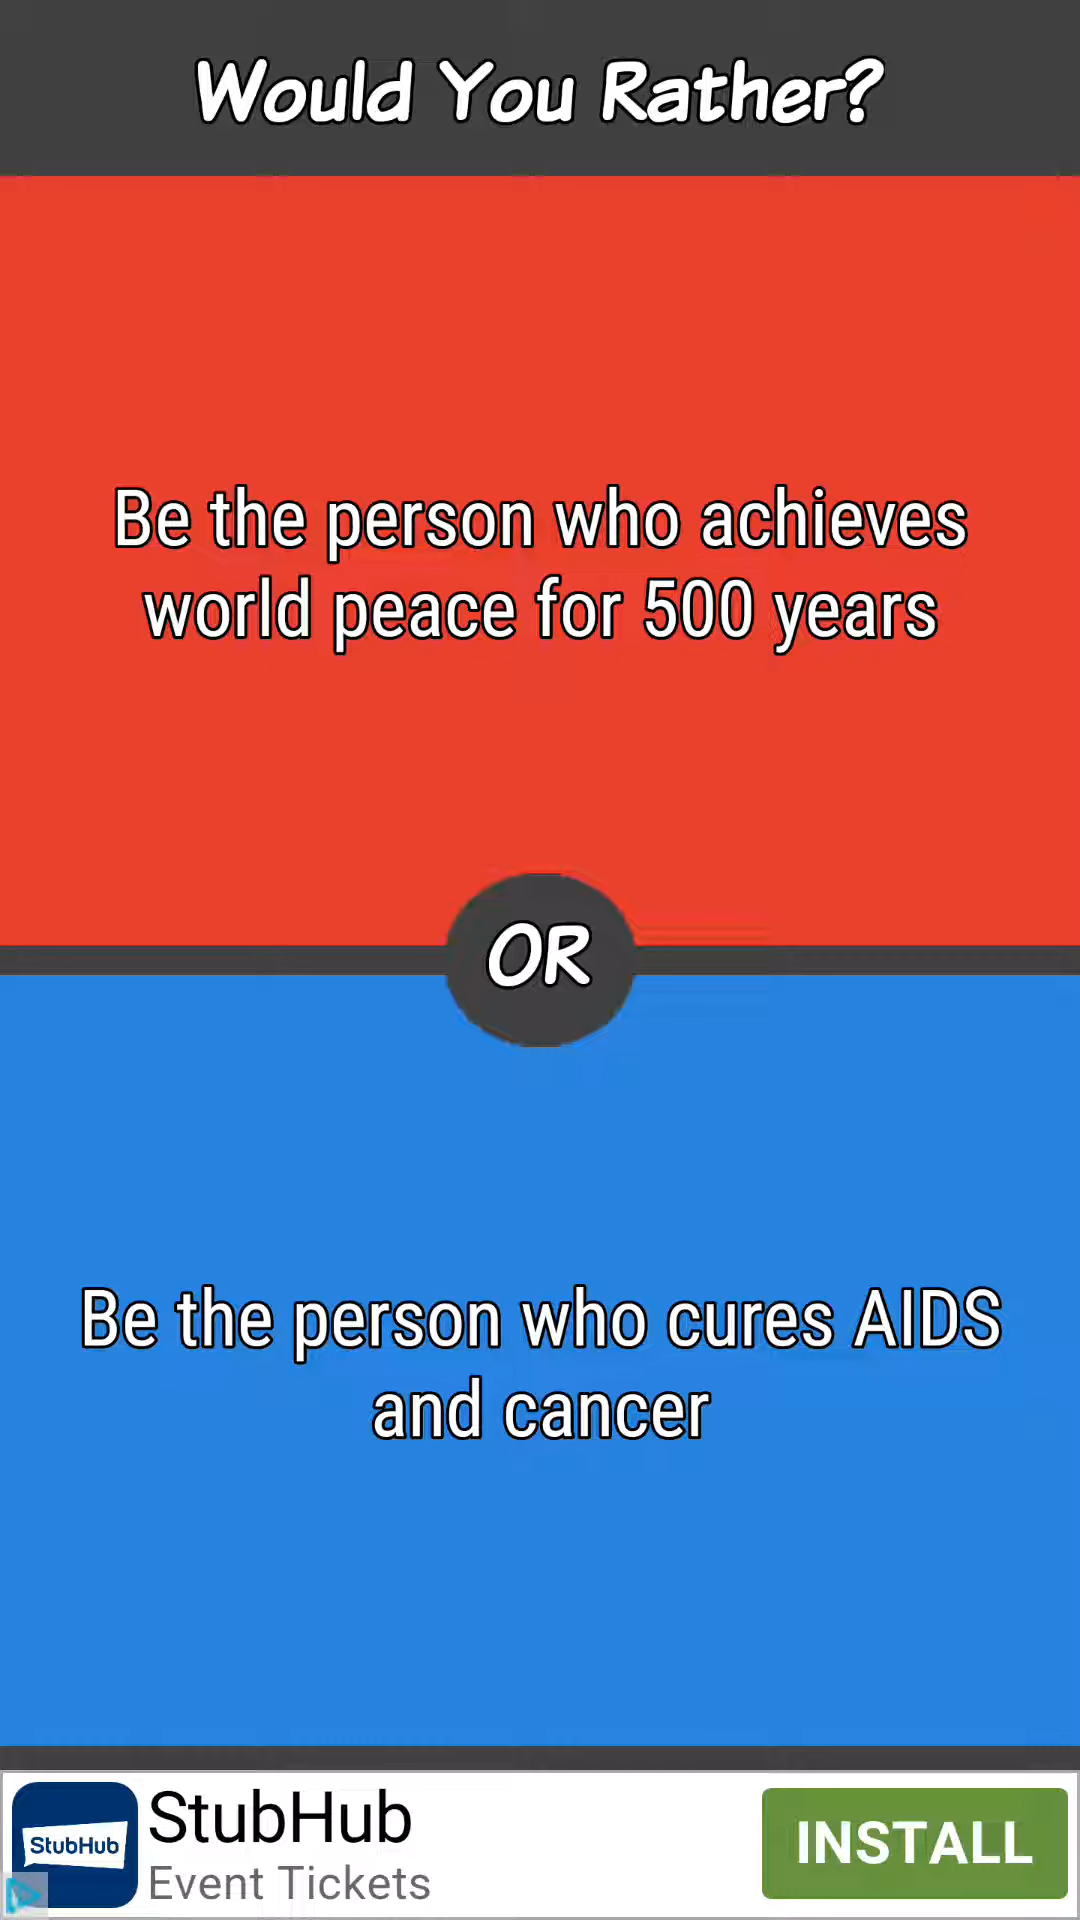 Would You Rather?
Be the person who achieves
world peace for 500 years
OR
Be the person who cures AIDS
and cancer
StubHub
StubHub
Event Tickets
INSTALL